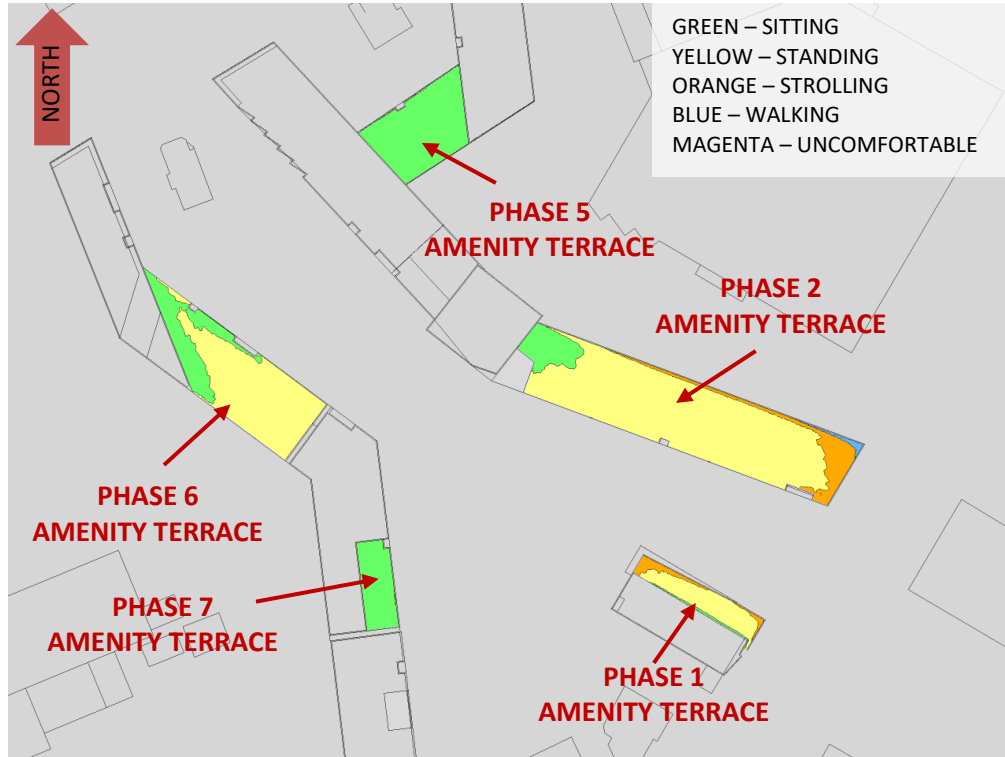 NORTH
GREEN – SITTING
YELLOW – STANDING
ORANGE – STROLLING
BLUE – WALKING
MAGENTA – UNCOMFORTABLE
PHASE 5
AMENITY TERRACE
PHASE 2
AMENITY TERRACE
PHASE 6
AMENITY TERRACE
PHASE 7
AMENITY TERRACE
PHASE 1
AMENITY TERRACE